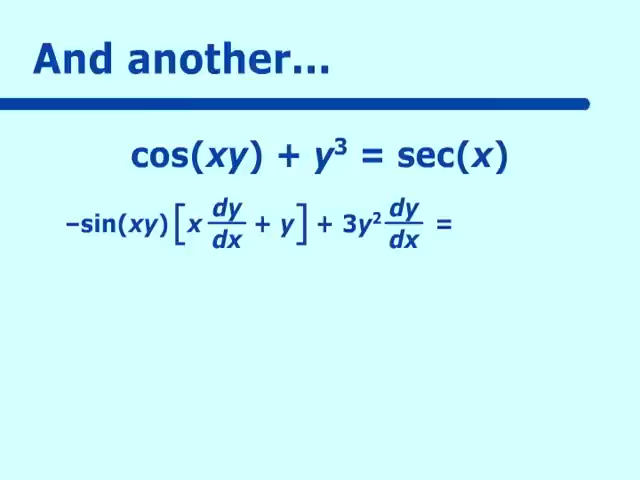 And another...
cos(xy) + y³ = sec(x)
–sin(xy) [x dy/dx + y] + 3y² dy/dx =